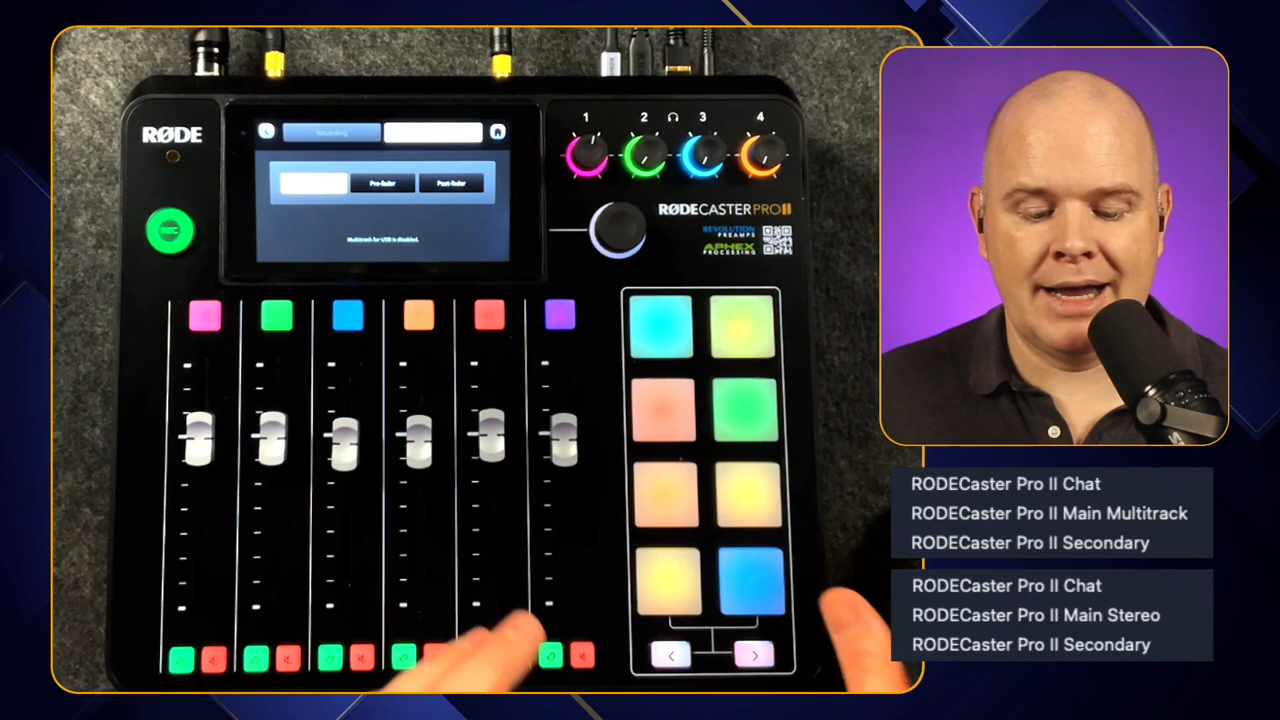 1 2 3 4
RØDE
Recording
Pre-fader Post-fader
Multitrack for USB is disabled.
RØDECASTER PRO II
REVOLUTION
PREAMPS
APHEX
PROCESSING
REC
RODECaster Pro II Chat
RODECaster Pro II Main Multitrack
RODECaster Pro II Secondary
RODECaster Pro II Chat
RODECaster Pro II Main Stereo
RODECaster Pro II Secondary